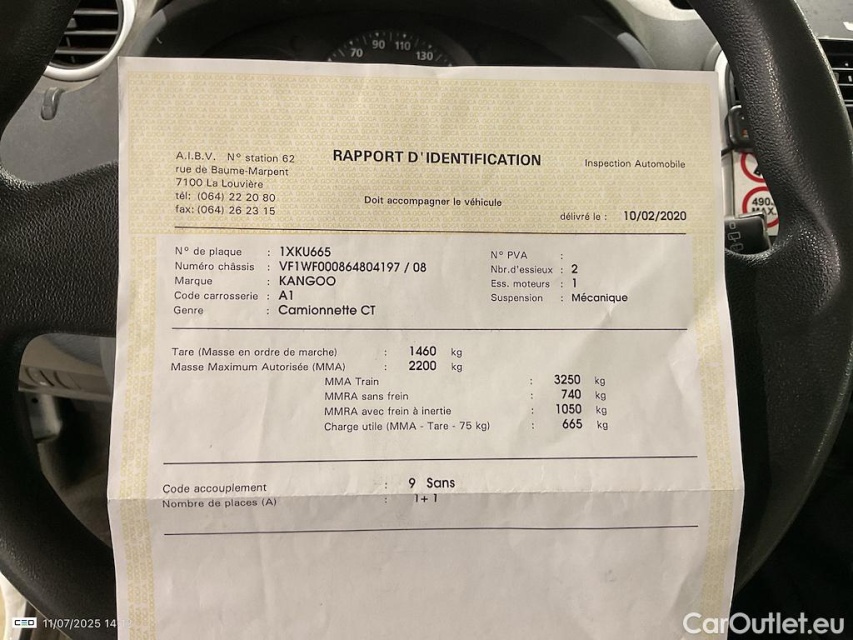 70 90 110 130
A.I.B.V. N° station 62
rue de Baume-Marpent
7100 La Louvière
tél: (064) 22 20 80
fax: (064) 26 23 15
RAPPORT D'IDENTIFICATION
Inspection Automobile
Doit accompagner le véhicule
délivré le : 10/02/2020
490
MAX
N° de plaque : 1XKU665
Numéro châssis : VF1WF000864804197 / 08
Marque : KANGOO
Code carrosserie : A1
Genre : Camionnette CT
N° PVA :
Nbr.d'essieux : 2
Ess. moteurs : 1
Suspension : Mécanique
Tare (Masse en ordre de marche) : 1460 kg
Masse Maximum Autorisée (MMA) : 2200 kg
MMA Train : 3250 kg
MMRA sans frein : 740 kg
MMRA avec frein à inertie : 1050 kg
Charge utile (MMA - Tare - 75 kg) : 665 kg
Code accouplement : 9 Sans
Nombre de places (A) : 1+ 1
11/07/2025 14
CarOutlet.eu